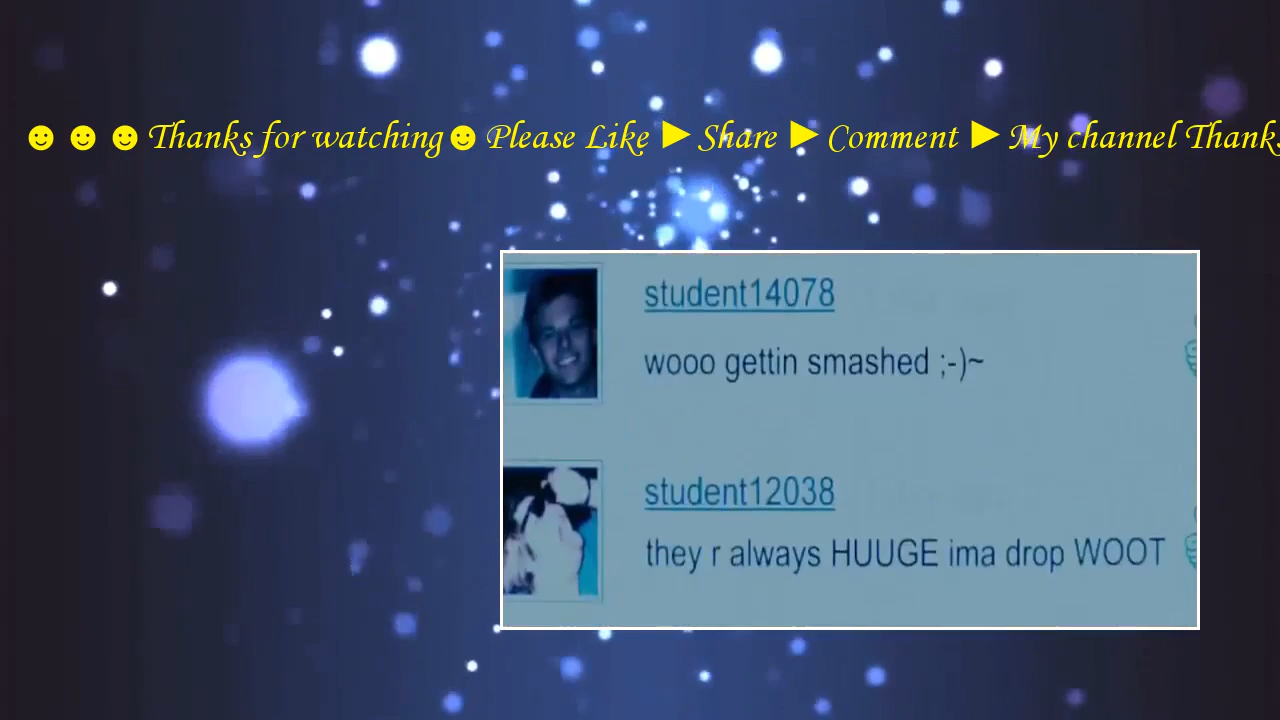 ☻☻☻Thanks for watching☻Please Like ►Share ►Comment ►My channel Thanks
student14078
wooo gettin smashed ;-)~
student12038
they r always HUUGE ima drop WOOT